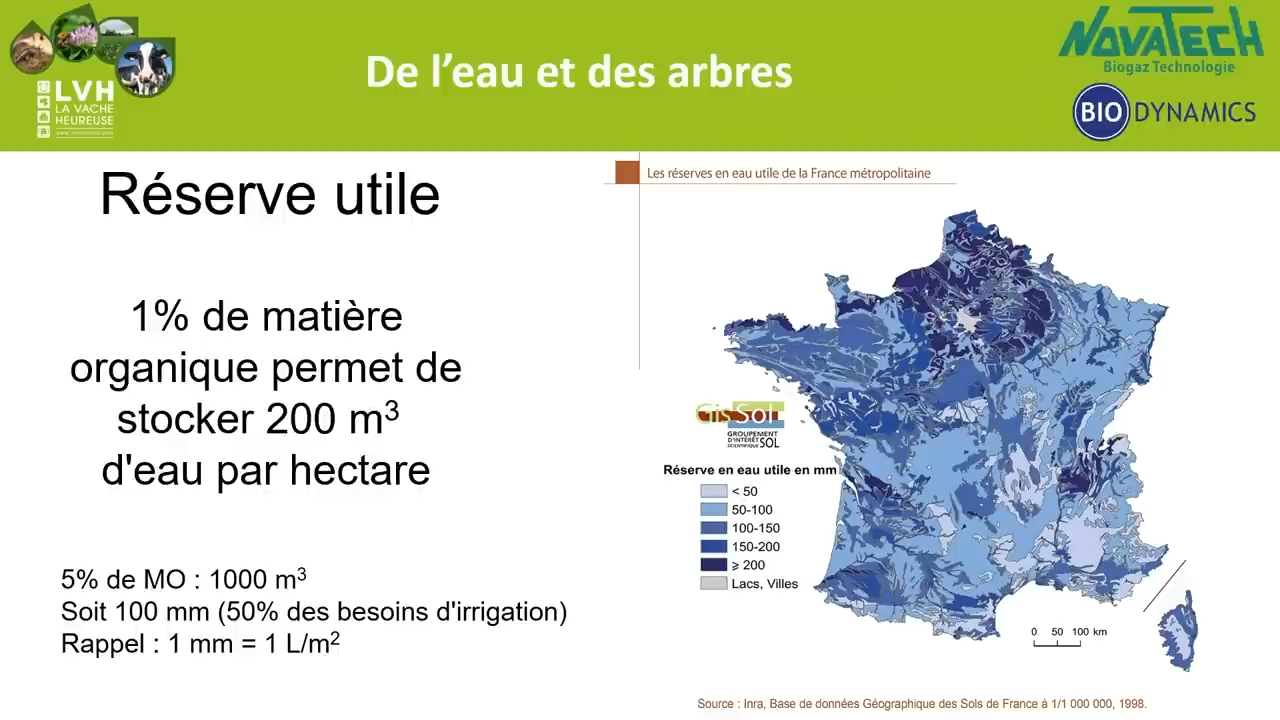 De l'eau et des arbres
LVH
LA VACHE
HEUREUSE
NOVATECH
Biogaz Technologie
BIO DYNAMICS
Réserve utile
1% de matière
organique permet de
stocker 200 m³
d'eau par hectare
5% de MO : 1000 m³
Soit 100 mm (50% des besoins d'irrigation)
Rappel : 1 mm = 1 L/m²
Les réserves en eau utile de la France métropolitaine
Gis Sol
GROUPEMENT
D'INTÉRÊT
SCIENTIFIQUE SOL
Réserve en eau utile en mm
< 50
50-100
100-150
150-200
⩾ 200
Lacs, Villes
0 50 100 km
Source : Inra, Base de données Géographique des Sols de France à 1/1 000 000, 1998.